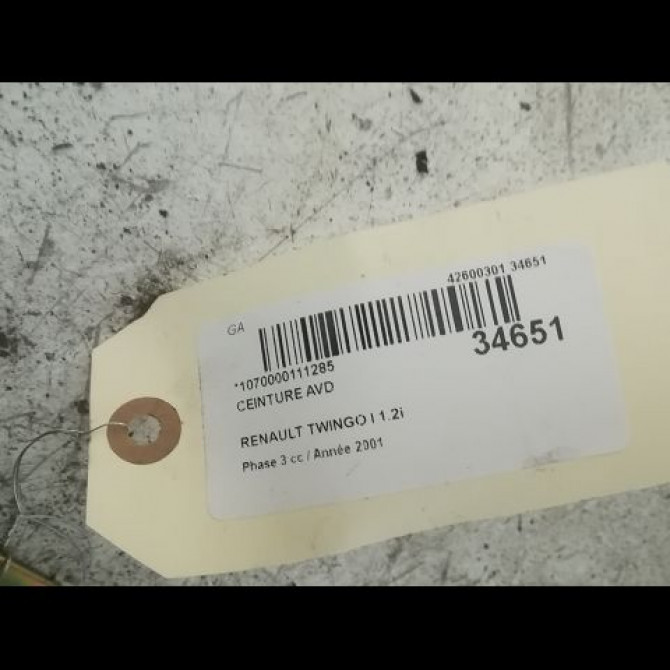 42600301 34651
GA
34651
*1070000111285
CEINTURE AVD
RENAULT TWINGO I 1.2i
Phase 3 cc / Année 2001